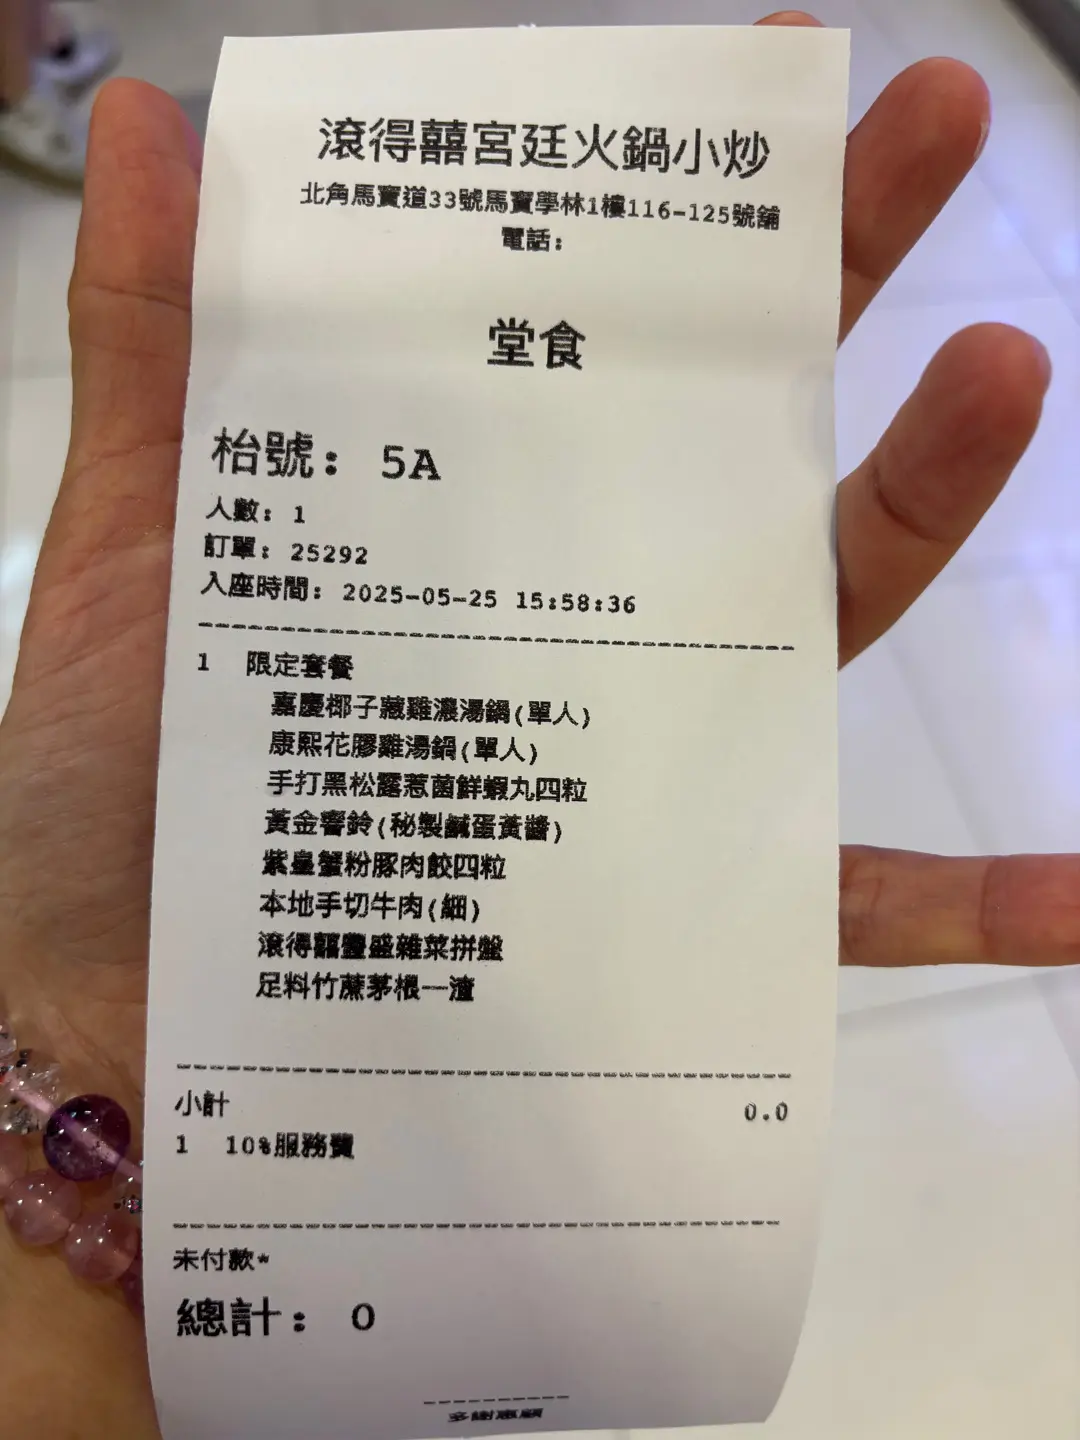 滾得囍宮廷火鍋小炒
北角馬寶道33號馬寶學林1樓116-125號舖
電話:
堂食
枱號: 5A
人數: 1
訂單: 25292
入座時間: 2025-05-25 15:58:36
1 限定套餐
嘉慶椰子藏雞濃湯鍋(單人)
康熙花膠雞湯鍋(單人)
手打黑松露惹菌鮮蝦丸四粒
黃金響鈴(秘製鹹蛋黃醬)
紫皇蟹粉豚肉餃四粒
本地手切牛肉(細)
滾得囍豐盛雜菜拼盤
足料竹蔗茅根一渣
小計 0.0
1 10%服務費
未付款*
總計: 0
多謝惠顧